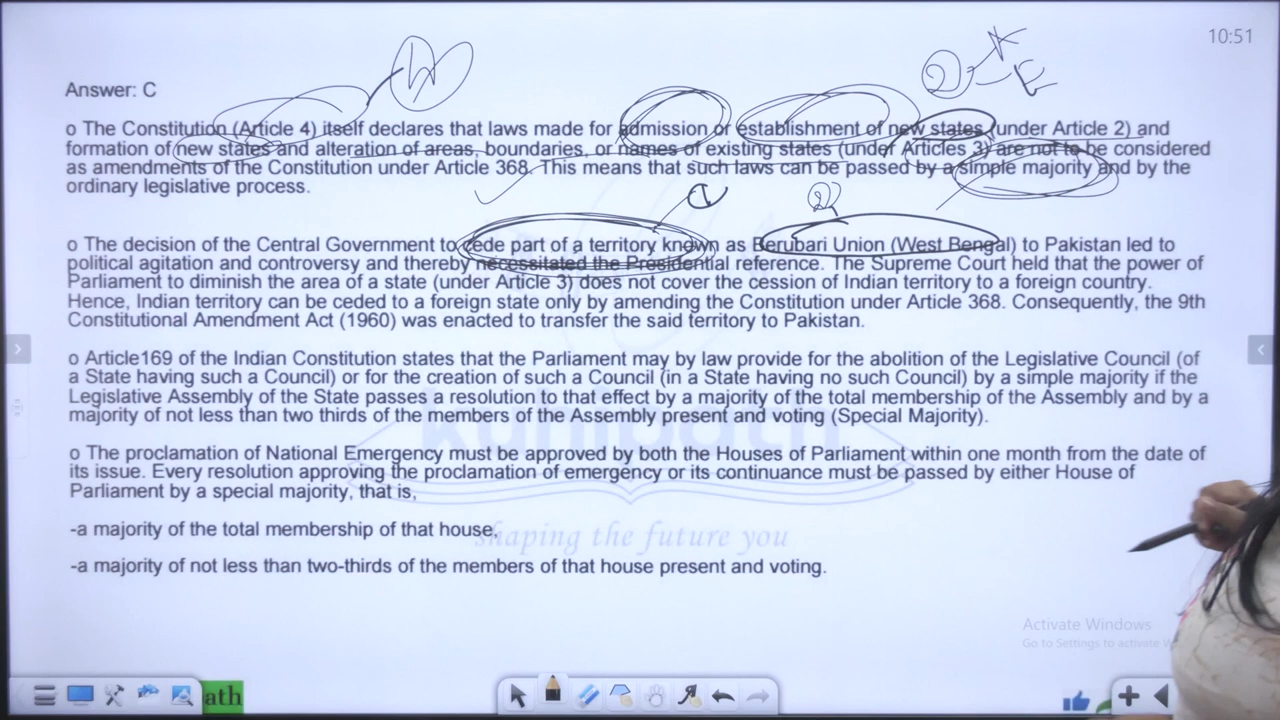 10:51
Answer: C
o The Constitution (Article 4) itself declares that laws made for admission or establishment of new states (under Article 2) and
formation of new states and alteration of areas, boundaries, or names of existing states (under Articles 3) are not to be considered
as amendments of the Constitution under Article 368. This means that such laws can be passed by a simple majority and by the
ordinary legislative process.
o The decision of the Central Government to cede part of a territory known as Berubari Union (West Bengal) to Pakistan led to
political agitation and controversy and thereby necessitated the Presidential reference. The Supreme Court held that the power of
Parliament to diminish the area of a state (under Article 3) does not cover the cession of Indian territory to a foreign country.
Hence, Indian territory can be ceded to a foreign state only by amending the Constitution under Article 368. Consequently, the 9th
Constitutional Amendment Act (1960) was enacted to transfer the said territory to Pakistan.
o Article169 of the Indian Constitution states that the Parliament may by law provide for the abolition of the Legislative Council (of
a State having such a Council) or for the creation of such a Council (in a State having no such Council) by a simple majority if the
Legislative Assembly of the State passes a resolution to that effect by a majority of the total membership of the Assembly and by a
majority of not less than two thirds of the members of the Assembly present and voting (Special Majority).
o The proclamation of National Emergency must be approved by both the Houses of Parliament within one month from the date of
its issue. Every resolution approving the proclamation of emergency or its continuance must be passed by either House of
Parliament by a special majority, that is,
-a majority of the total membership of that house,
shaping the future you
-a majority of not less than two-thirds of the members of that house present and voting.
Activate Windows
Go to Settings to activate
ath